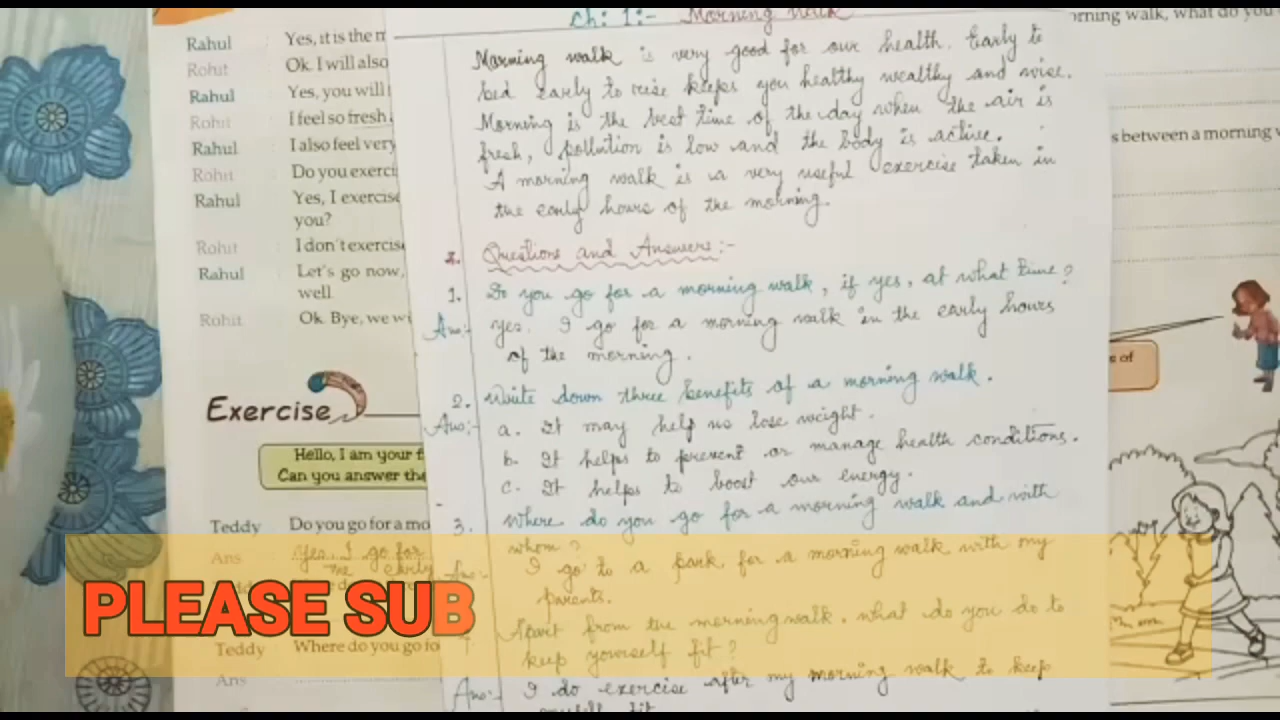 Rahul Yes, it is the m
Rohit Ok. I will also
Rahul Yes, you will
Rohit I feel so fresh
Rahul I also feel very
Rohit Do you exerci
Rahul Yes, I exercise
you?
Rohit I don't exercise
Rahul Let's go now,
well.
Rohit Ok. Bye, we wi
Exercise
Hello, I am your f
Can you answer the
Teddy Do you go for a mo
Ans Yes, I go for
the early
Teddy Where do you go fo
Ans
Ch: 1:- Morning Walk
Morning walk is very good for our health. Early to
bed early to rise keeps you healthy wealthy and wise.
Morning is the best time of the day when the air is
fresh, pollution is low and the body is active.
A morning walk is a very useful exercise taken in
the early hours of the morning.
Questions and Answers:-
1. Do you go for a morning walk, if yes, at what time?
Ans:- yes. I go for a morning walk in the early hours
of the morning.
2. Write down three benefits of a morning walk.
Ans:- a. It may help us lose weight.
b. It helps to prevent or manage health conditions.
c. It helps to boost our energy.
3. Where do you go for a morning walk and with
whom?
Ans:- I go to a park for a morning walk with my
parents.
Apart from the morning walk, what do you do to
keep yourself fit?
Ans:- I do exercise after my morning walk to keep
PLEASE SUB
orning walk, what do you
s between a morning
s of